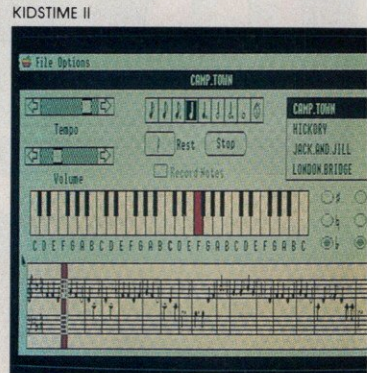 KIDSTIME II
File Options
CAMP.TOWN
CAMP.TOWN
HICKORY
JACK.AND.JILL
LONDON.BRIDGE
Tempo
Rest
Stop
Volume
Record Notes
C D E F G A B C D E F G A B C D E F G A B C D E F G A B C